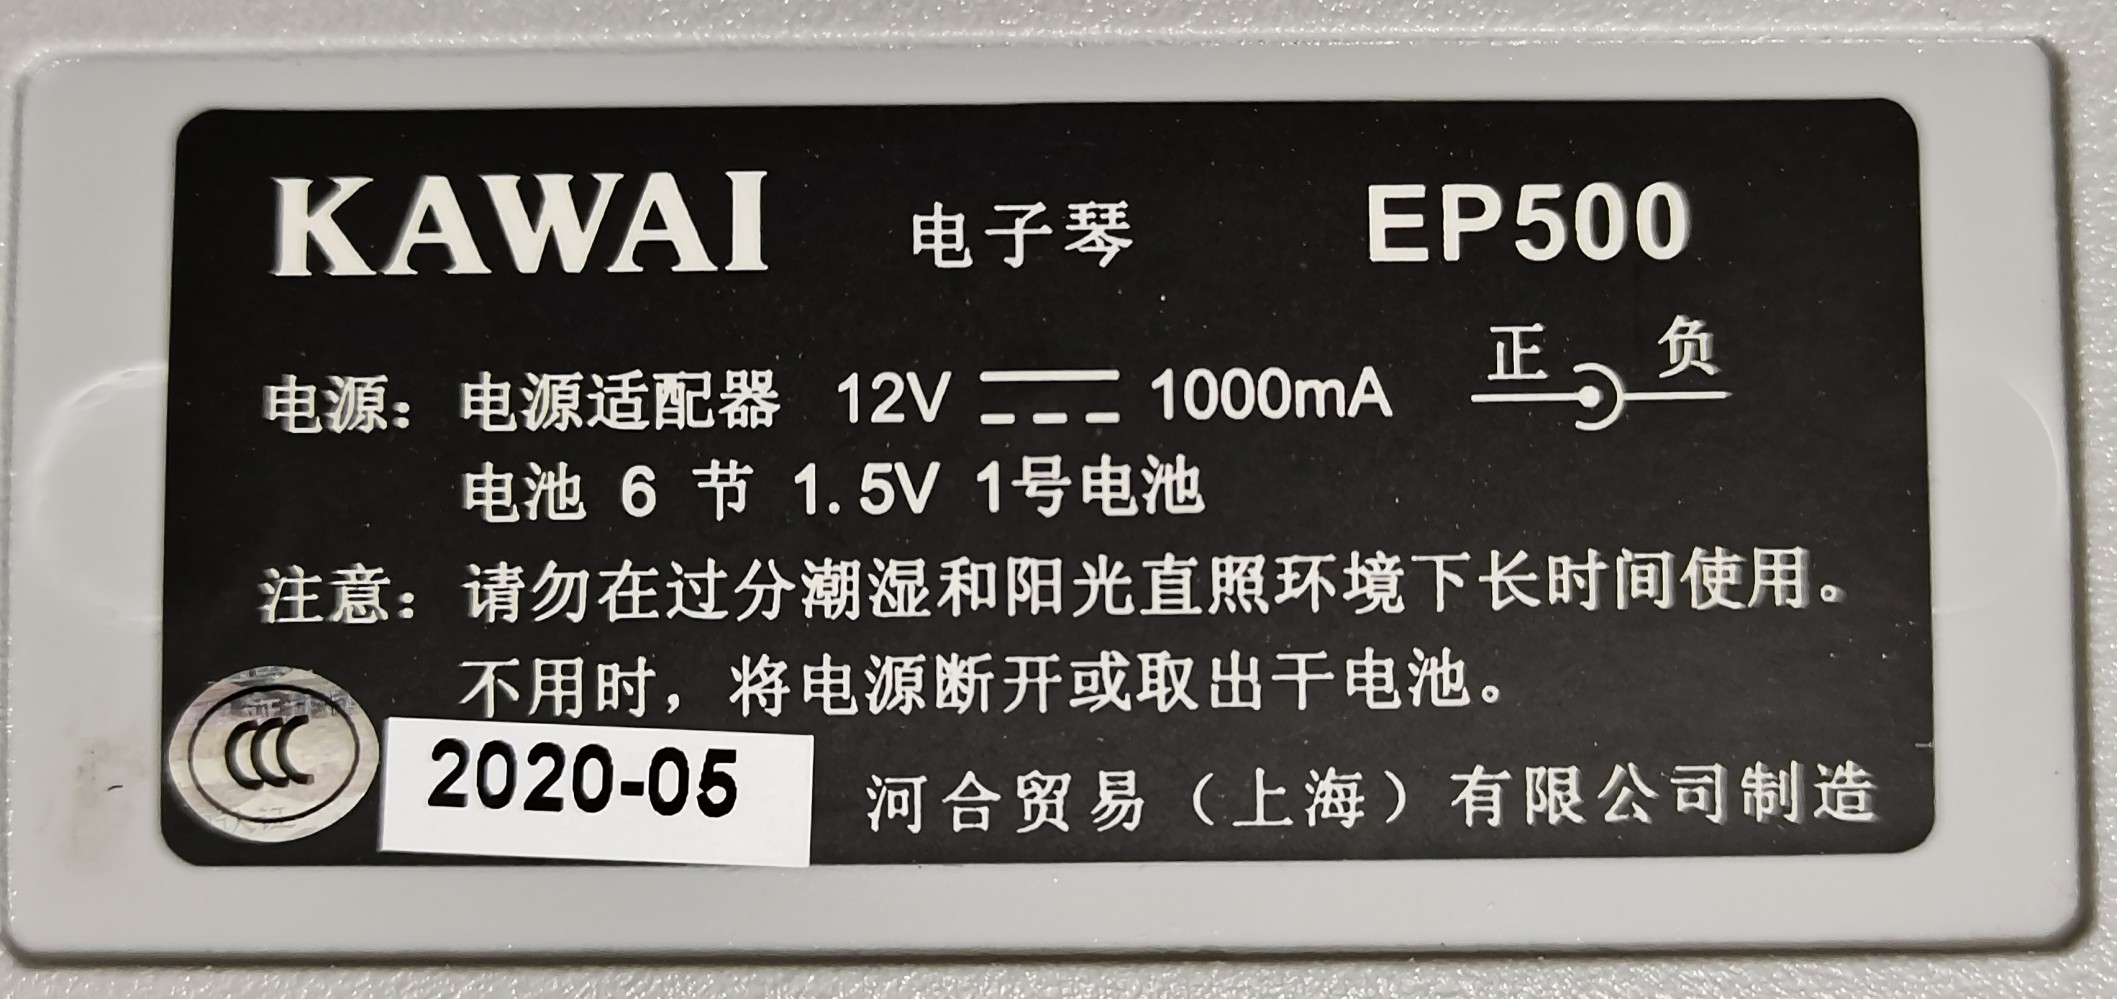 KAWAI 电子琴 EP500
正 负
电源：电源适配器 12V 1000mA
电池 6 节 1.5V 1号电池
注意：请勿在过分潮湿和阳光直照环境下长时间使用。
不用时，将电源断开或取出干电池。
CCC
2020-05
河合贸易（上海）有限公司制造